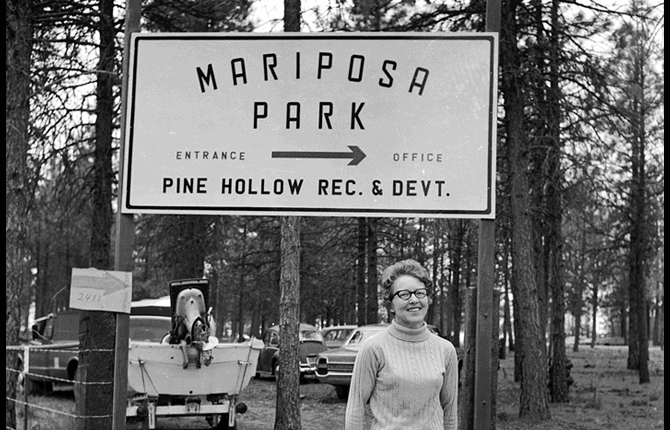 MARIPOSA
PARK
ENTRANCE OFFICE
PINE HOLLOW REC. & DEVT.
2411